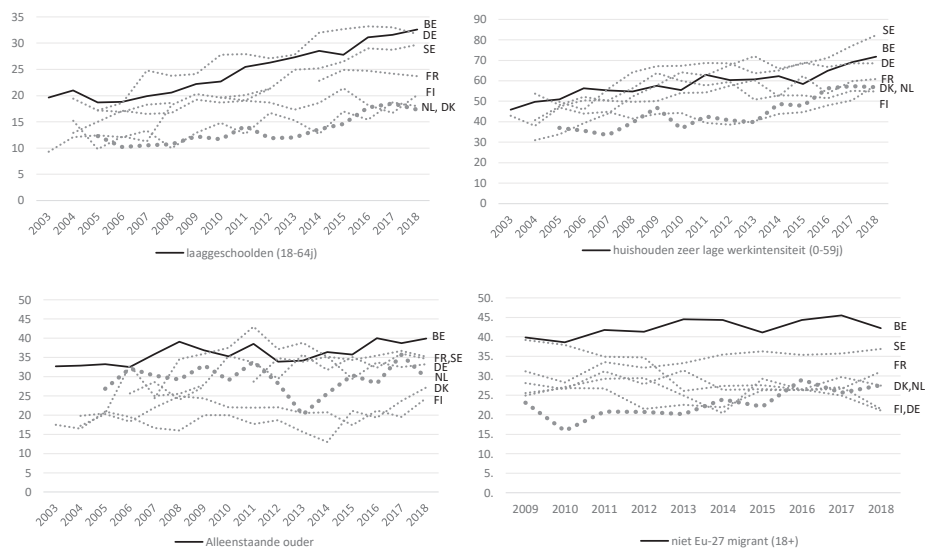 35
30
25
20
15
10
5
0
BE
DE
SE
FR
FI
NL, DK
2003 2004 2005 2006 2007 2008 2009 2010 2011 2012 2013 2014 2015 2016 2017 2018
laaggeschoolden (18-64j)
90
80
70
60
50
40
30
20
10
0
SE
BE
DE
FR
DK, NL
FI
2003 2004 2005 2006 2007 2008 2009 2010 2011 2012 2013 2014 2015 2016 2017 2018
huishouden zeer lage werkintensiteit (0-59j)
50
45
40
35
30
25
20
15
10
5
0
BE
FR,SE
DE
NL
DK
FI
2003 2004 2005 2006 2007 2008 2009 2010 2011 2012 2013 2014 2015 2016 2017 2018
Alleenstaande ouder
50.
45.
40.
35.
30.
25.
20.
15.
10.
5.
0.
BE
SE
FR
DK,NL
FI,DE
2009 2010 2011 2012 2013 2014 2015 2016 2017 2018
niet Eu-27 migrant (18+)